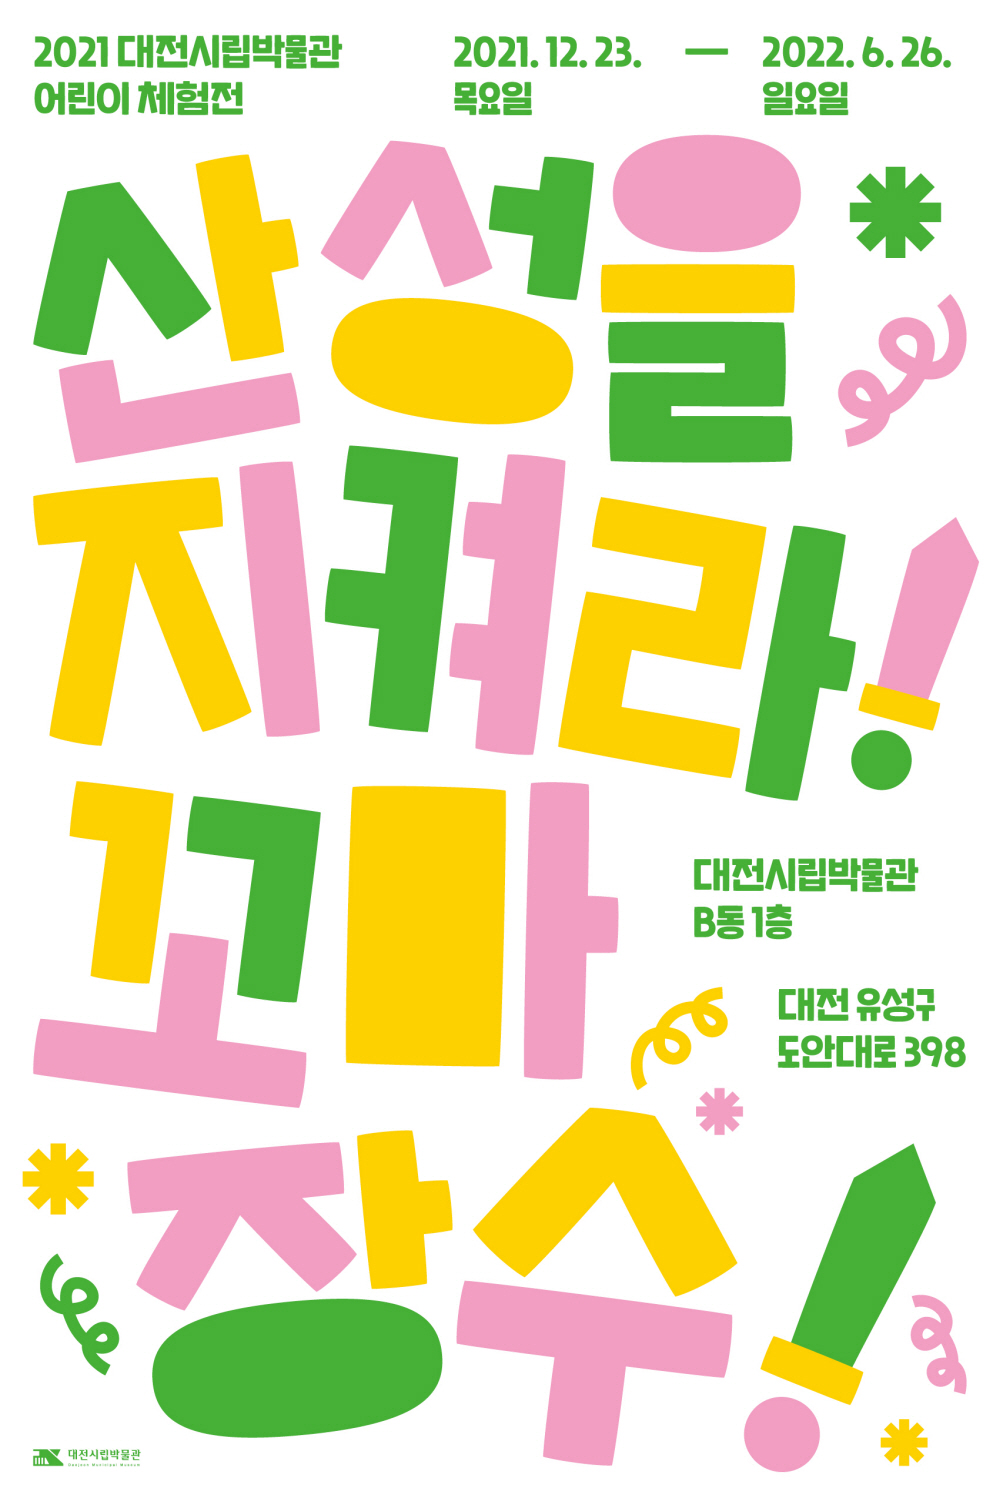 2021 대전시립박물관
어린이 체험전
2021. 12. 23. — 2022. 6. 26.
목요일 일요일
산성을
지켜라!
꼬마
장수!
대전시립박물관
B동 1층
대전 유성구
도안대로 398
대전시립박물관
Daejeon Municipal Museum